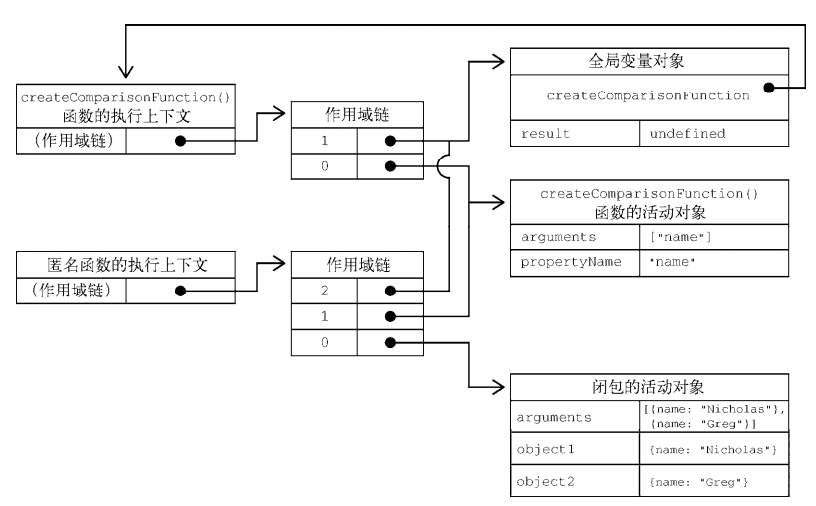 createComparisonFunction()
函数的执行上下文
(作用域链)
作用域链
1
0
全局变量对象
createComparisonFunction
result undefined
createComparisonFunction()
函数的活动对象
arguments ["name"]
propertyName "name"
匿名函数的执行上下文
(作用域链)
作用域链
2
1
0
闭包的活动对象
arguments [{name: "Nicholas"},
{name: "Greg"}]
object1 {name: "Nicholas"}
object2 {name: "Greg"}